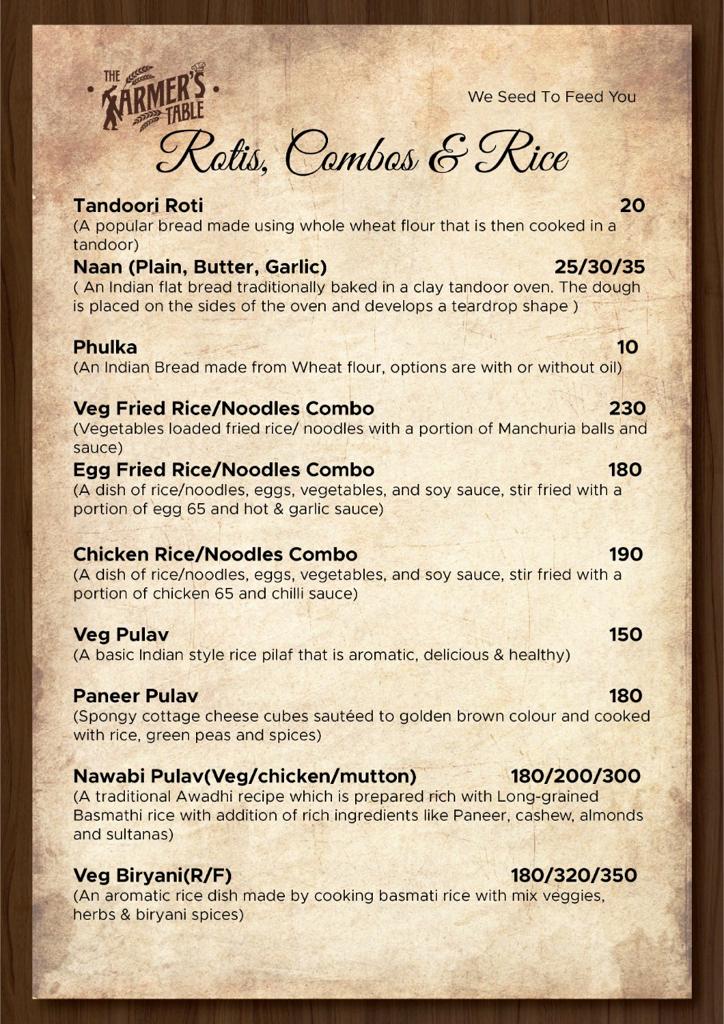 THE
FARMER'S
TABLE
We Seed To Feed You
Rotis, Combos & Rice
Tandoori Roti 20
(A popular bread made using whole wheat flour that is then cooked in a
tandoor)
Naan (Plain, Butter, Garlic) 25/30/35
( An Indian flat bread traditionally baked in a clay tandoor oven. The dough
is placed on the sides of the oven and develops a teardrop shape )
Phulka 10
(An Indian Bread made from Wheat flour, options are with or without oil)
Veg Fried Rice/Noodles Combo 230
(Vegetables loaded fried rice/ noodles with a portion of Manchuria balls and
sauce)
Egg Fried Rice/Noodles Combo 180
(A dish of rice/noodles, eggs, vegetables, and soy sauce, stir fried with a
portion of egg 65 and hot & garlic sauce)
Chicken Rice/Noodles Combo 190
(A dish of rice/noodles, eggs, vegetables, and soy sauce, stir fried with a
portion of chicken 65 and chilli sauce)
Veg Pulav 150
(A basic Indian style rice pilaf that is aromatic, delicious & healthy)
Paneer Pulav 180
(Spongy cottage cheese cubes sautéed to golden brown colour and cooked
with rice, green peas and spices)
Nawabi Pulav(Veg/chicken/mutton) 180/200/300
(A traditional Awadhi recipe which is prepared rich with Long-grained
Basmathi rice with addition of rich ingredients like Paneer, cashew, almonds
and sultanas)
Veg Biryani(R/F) 180/320/350
(An aromatic rice dish made by cooking basmati rice with mix veggies,
herbs & biryani spices)